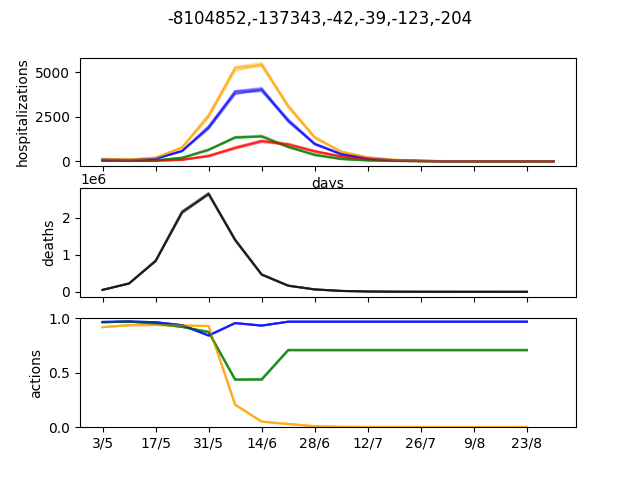 -8104852,-137343,-42,-39,-123,-204
hospitalizations
5000
2500
0
days
1e6
deaths
2
1
0
actions
1.0
0.5
0.0
3/5 17/5 31/5 14/6 28/6 12/7 26/7 9/8 23/8